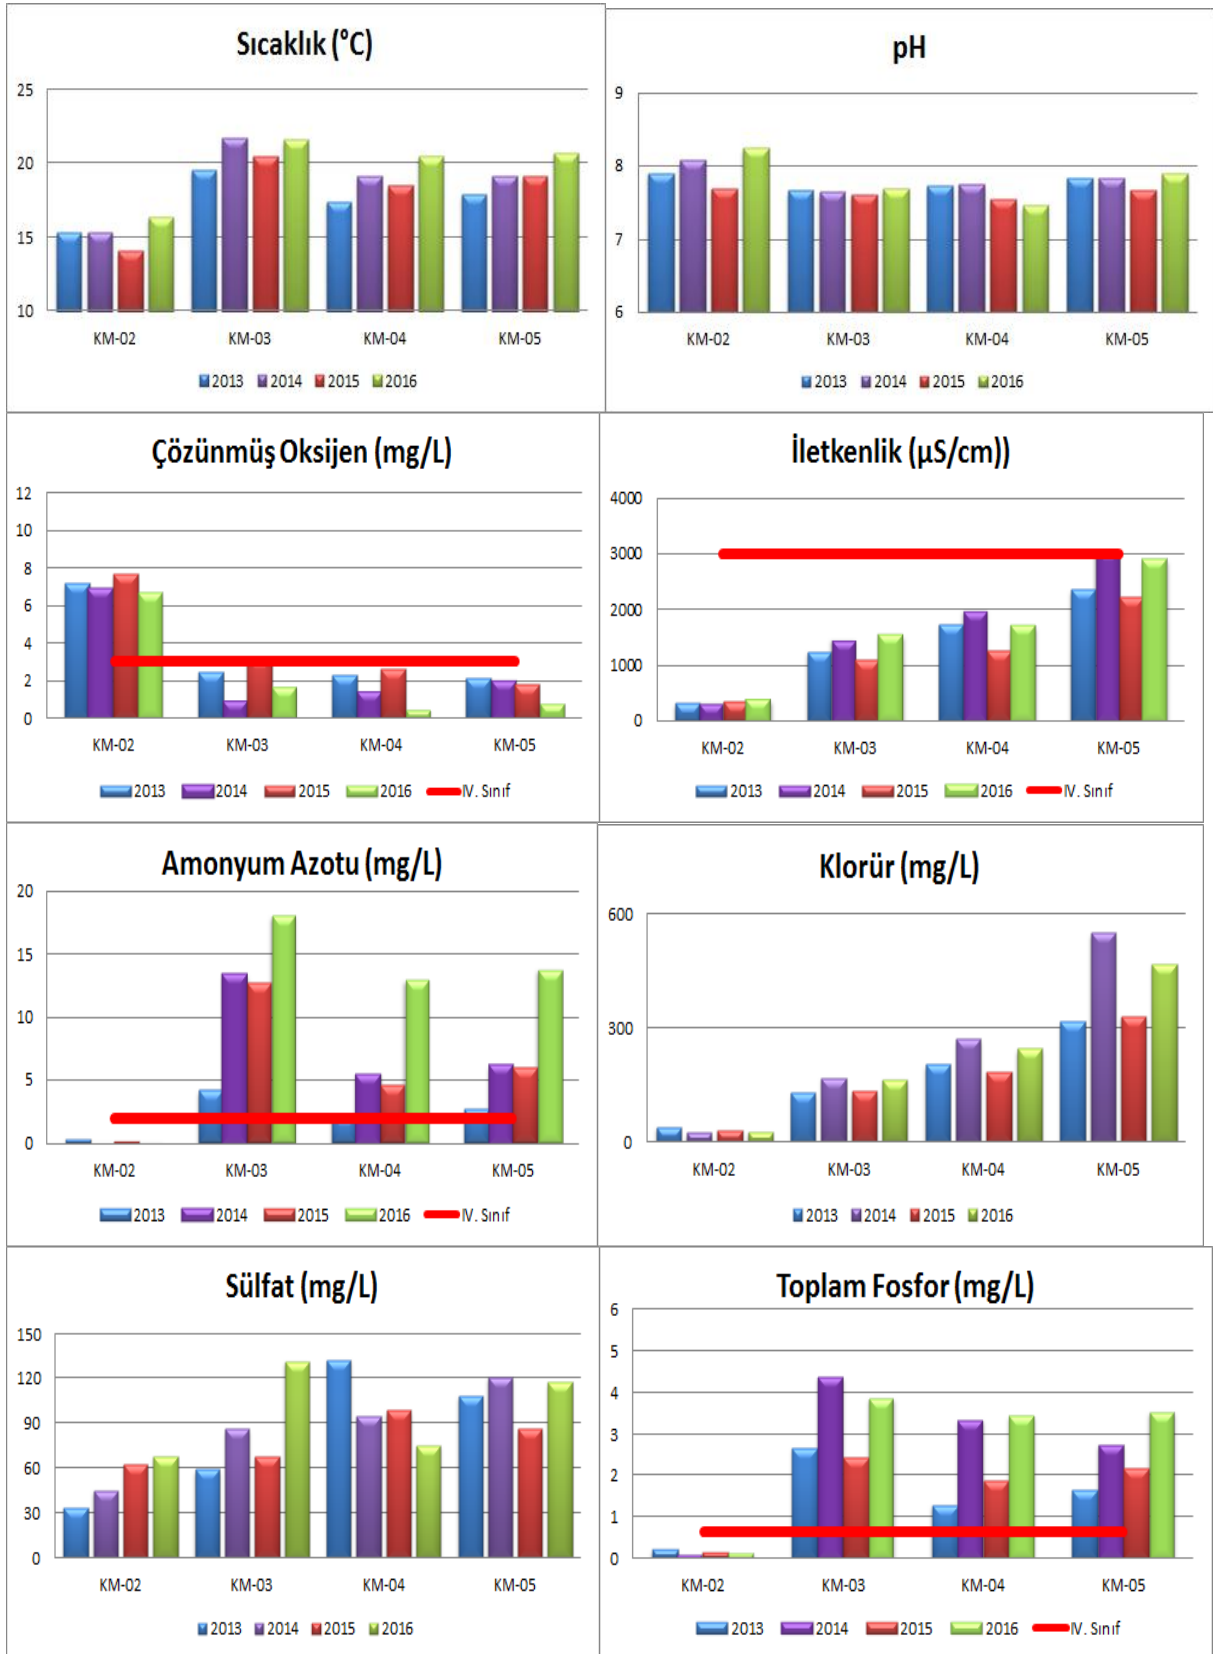 Sıcaklık (°C)
25
20
15
10
KM-02 KM-03 KM-04 KM-05
2013 2014 2015 2016
pH
9
8
7
6
KM-02 KM-03 KM-04 KM-05
2013 2014 2015 2016
Çözünmüş Oksijen (mg/L)
12
10
8
6
4
2
0
KM-02 KM-03 KM-04 KM-05
2013 2014 2015 2016 IV. Sınıf
İletkenlik (µS/cm))
4000
3000
2000
1000
0
KM-02 KM-03 KM-04 KM-05
2013 2014 2015 2016 IV. Sınıf
Amonyum Azotu (mg/L)
20
15
10
5
0
KM-02 KM-03 KM-04 KM-05
2013 2014 2015 2016 IV. Sınıf
Klorür (mg/L)
600
300
0
KM-02 KM-03 KM-04 KM-05
2013 2014 2015 2016
Sülfat (mg/L)
150
120
90
60
30
0
KM-02 KM-03 KM-04 KM-05
2013 2014 2015 2016
Toplam Fosfor (mg/L)
6
5
4
3
2
1
0
KM-02 KM-03 KM-04 KM-05
2013 2014 2015 2016 IV. Sınıf